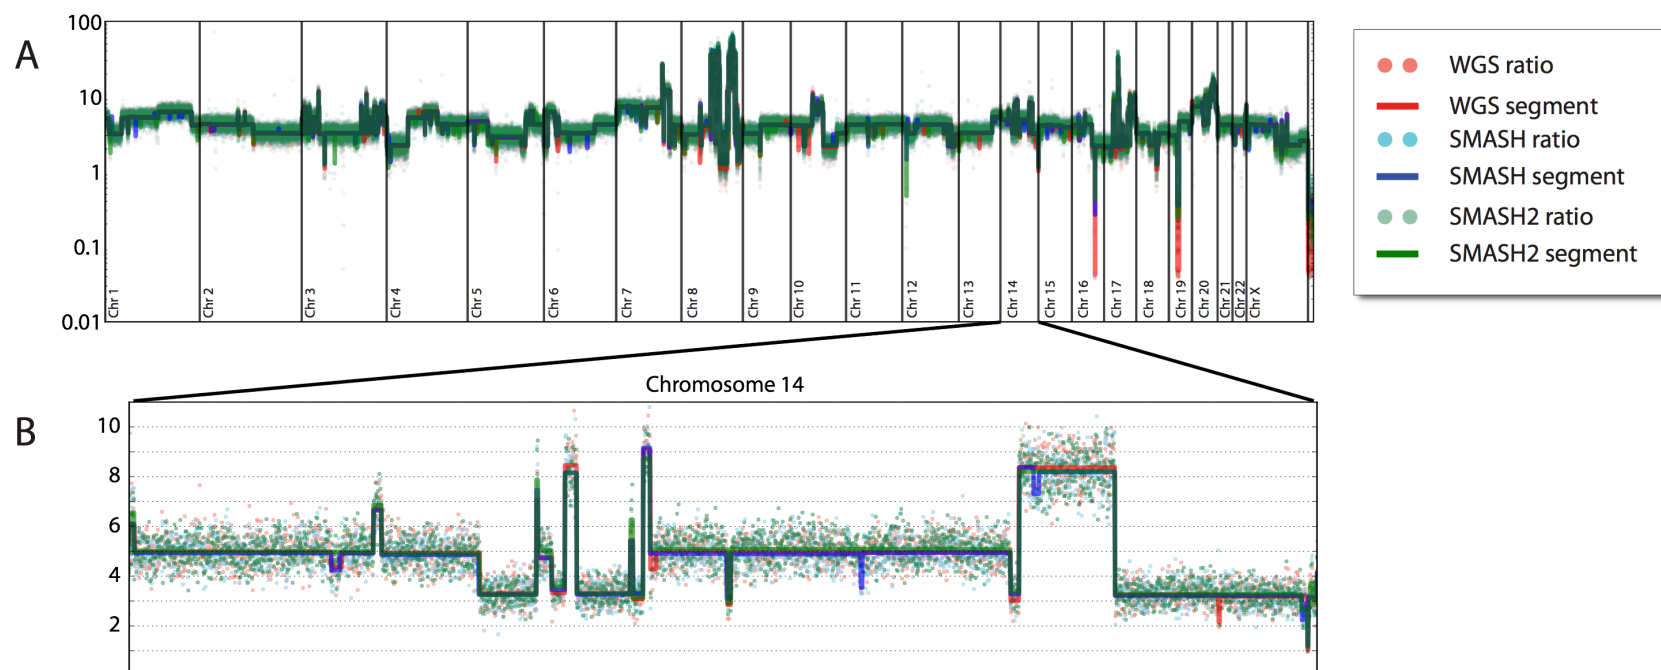 A
100
10
1
0.1
0.01
Chr 1
Chr 2
Chr 3
Chr 4
Chr 5
Chr 6
Chr 7
Chr 8
Chr 9
Chr 10
Chr 11
Chr 12
Chr 13
Chr 14
Chr 15
Chr 16
Chr 17
Chr 18
Chr 19
Chr 20
Chr 21
Chr 22
Chr X
WGS ratio
WGS segment
SMASH ratio
SMASH segment
SMASH2 ratio
SMASH2 segment
Chromosome 14
B
10
8
6
4
2